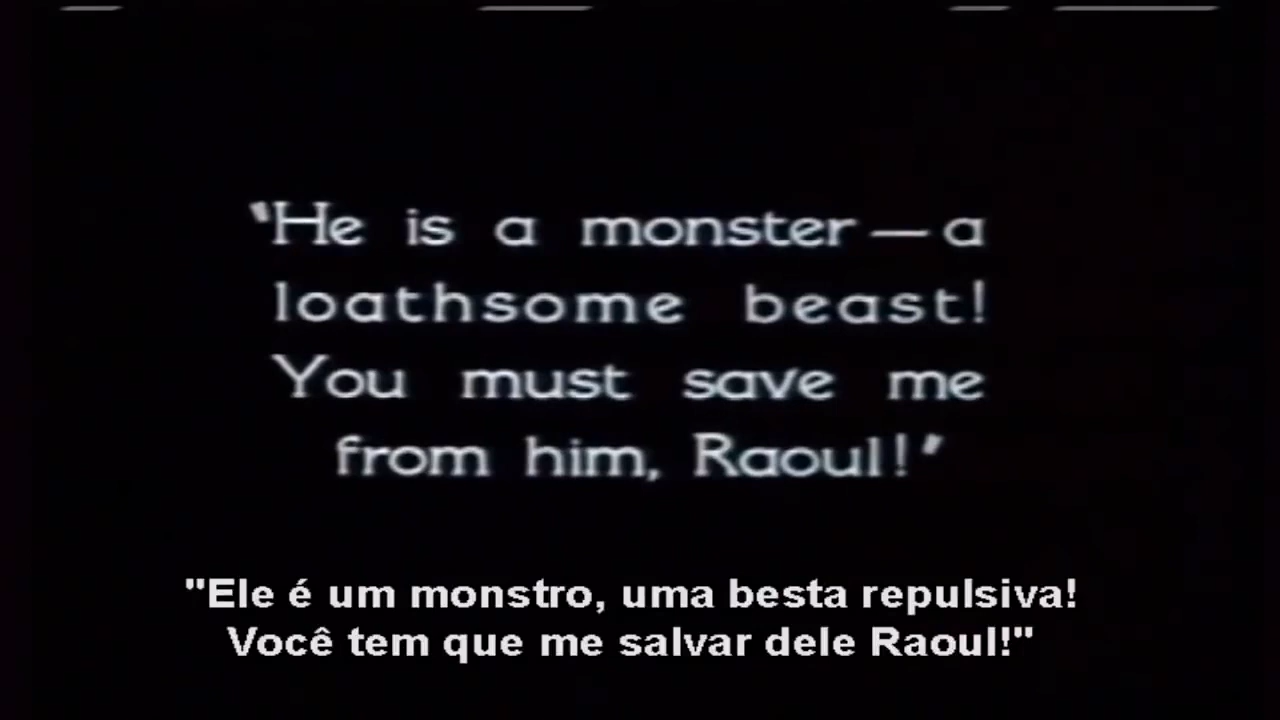 "He is a monster—a
loathsome beast!
You must save me
from him, Raoul!"
"Ele é um monstro, uma besta repulsiva!
Você tem que me salvar dele Raoul!"